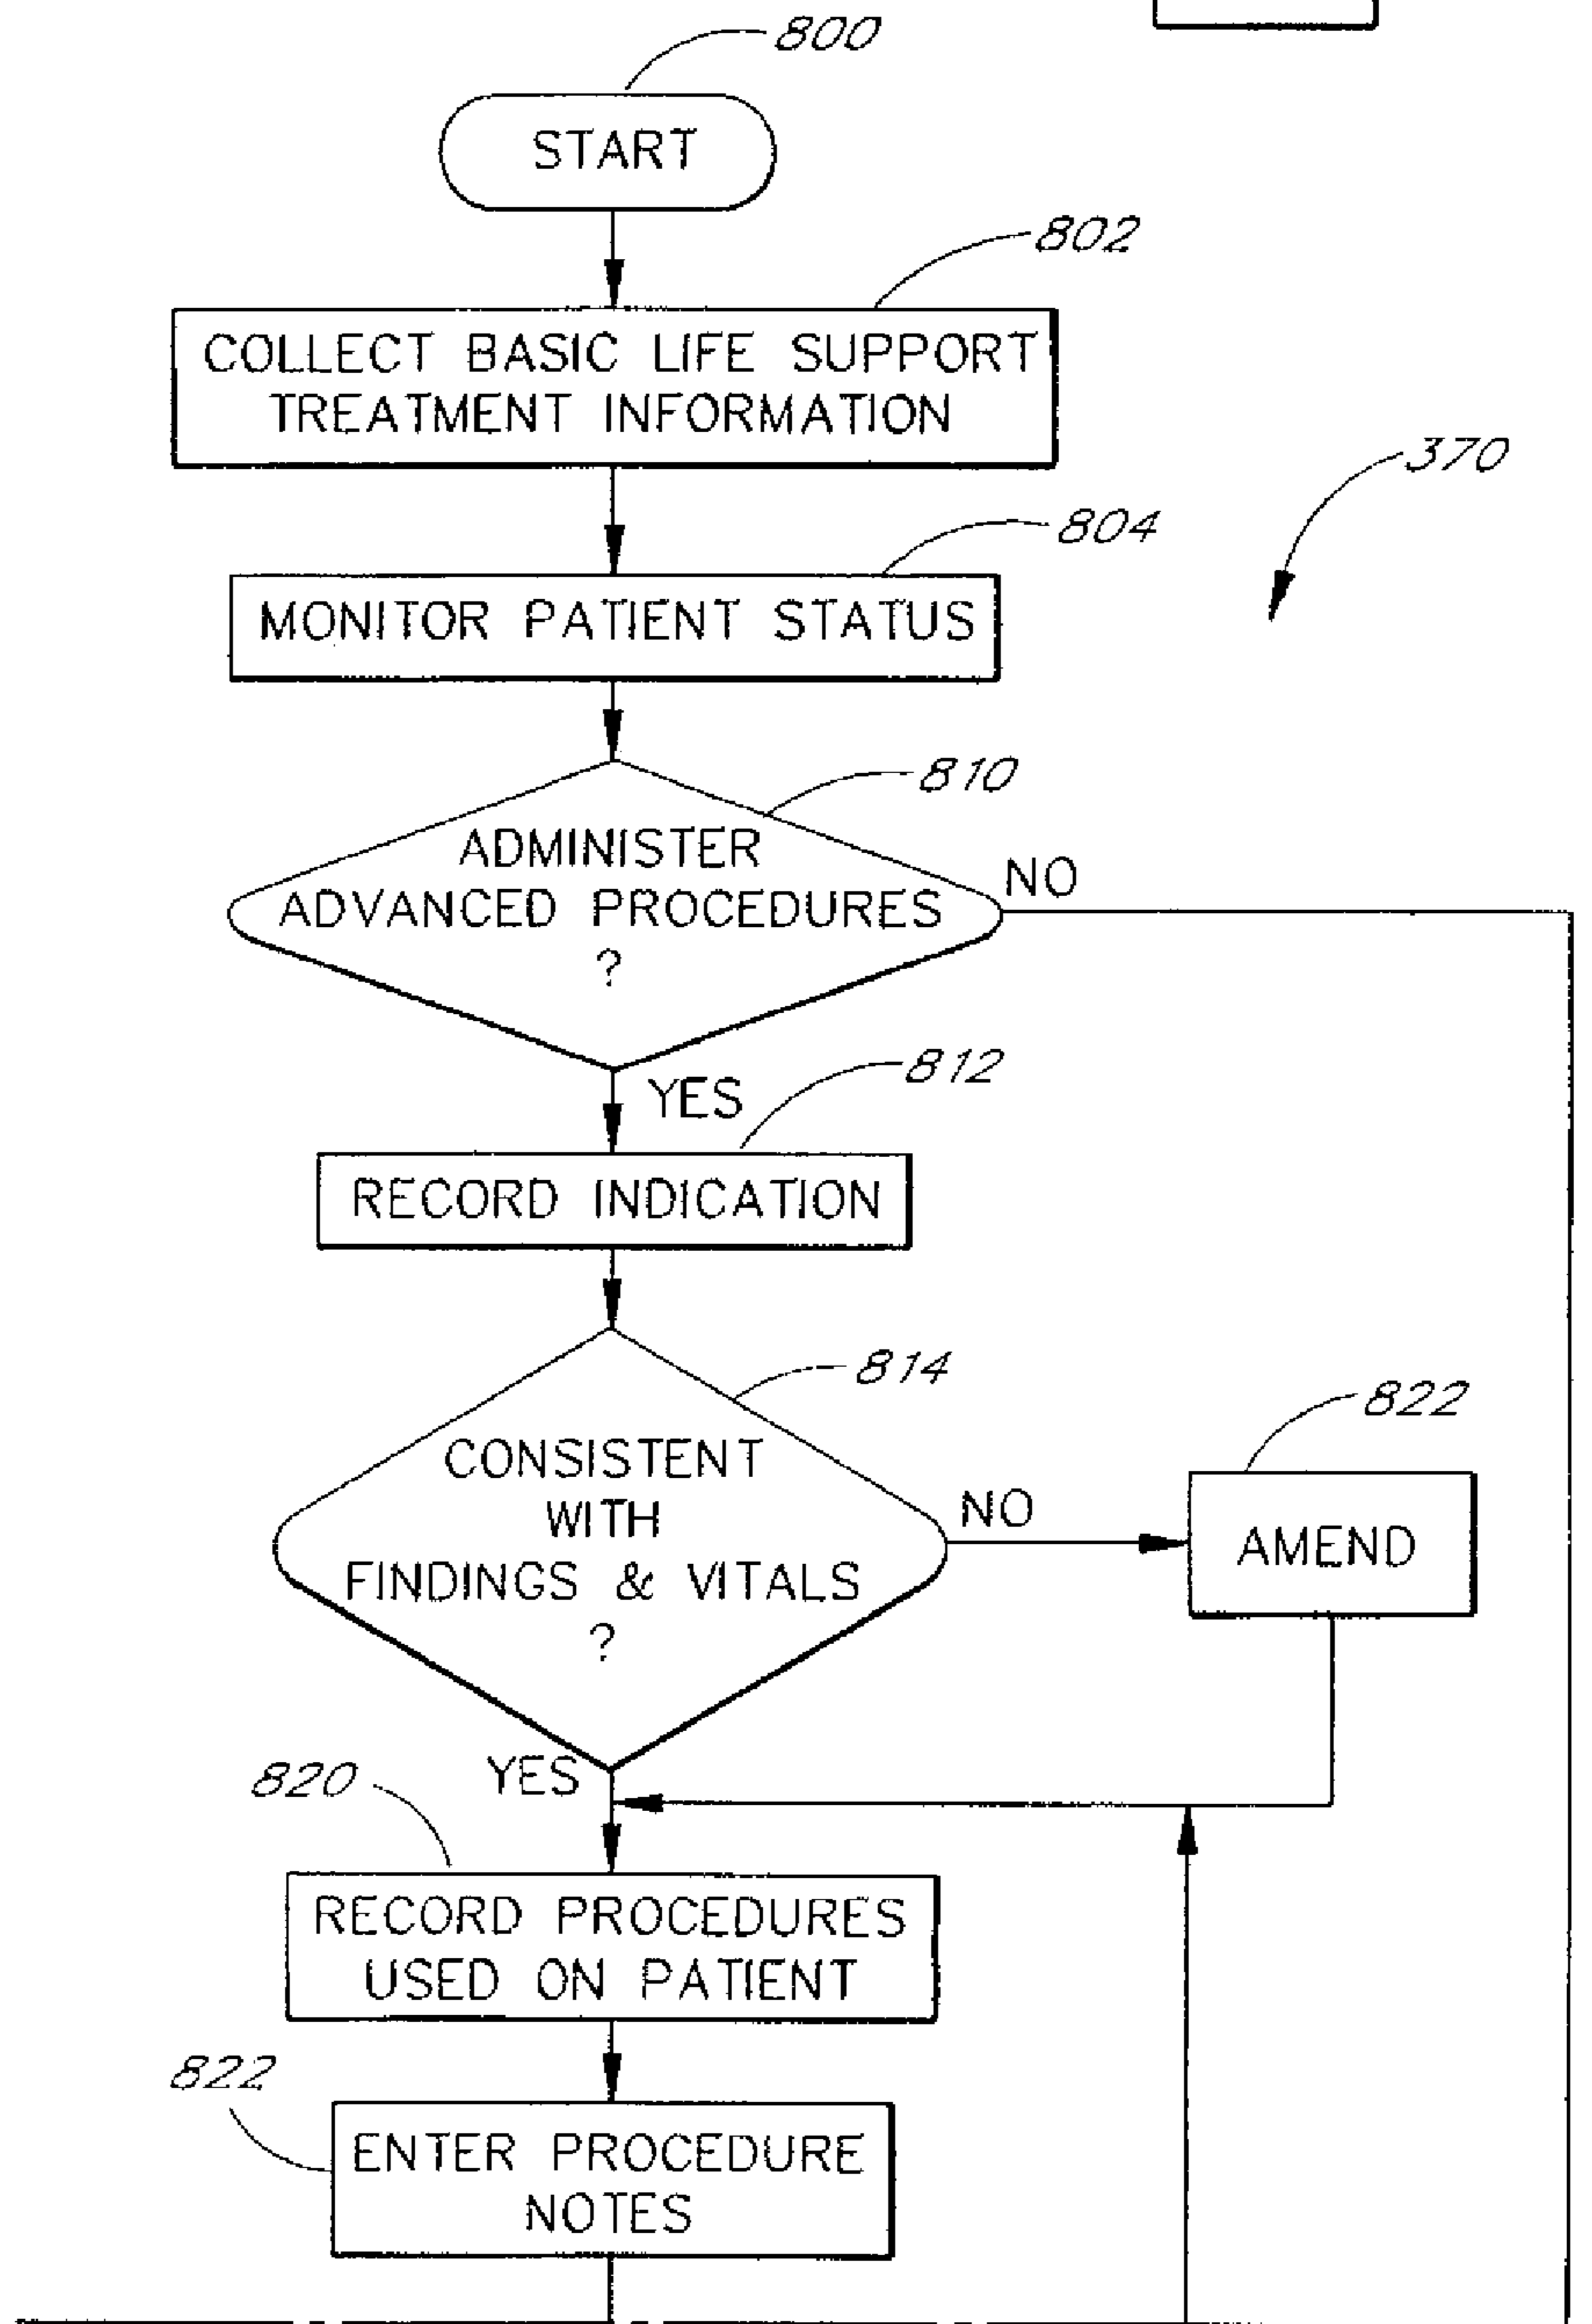 800
START
802
COLLECT BASIC LIFE SUPPORT
TREATMENT INFORMATION
370
804
MONITOR PATIENT STATUS
810
ADMINISTER
ADVANCED PROCEDURES
?
NO
YES
812
RECORD INDICATION
814
CONSISTENT
WITH
FINDINGS & VITALS
?
NO
822
AMEND
YES
820
RECORD PROCEDURES
USED ON PATIENT
822
ENTER PROCEDURE
NOTES